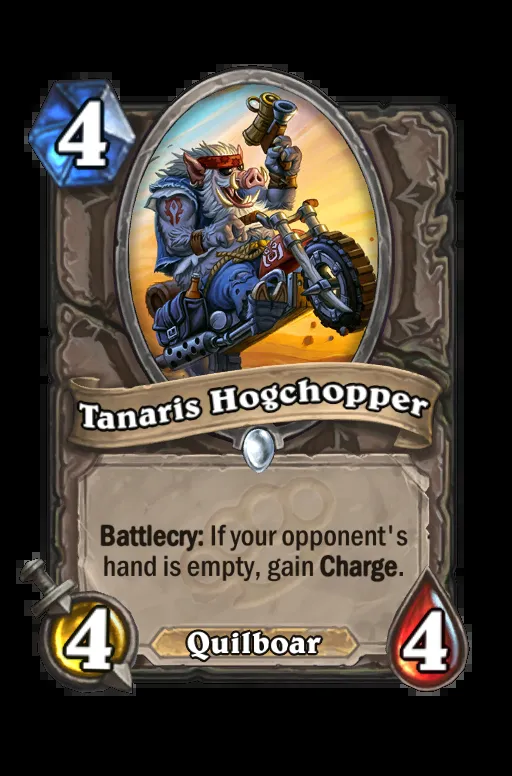 4
Tanaris Hogchopper
Battlecry: If your opponent's
hand is empty, gain Charge.
4
Quilboar
4